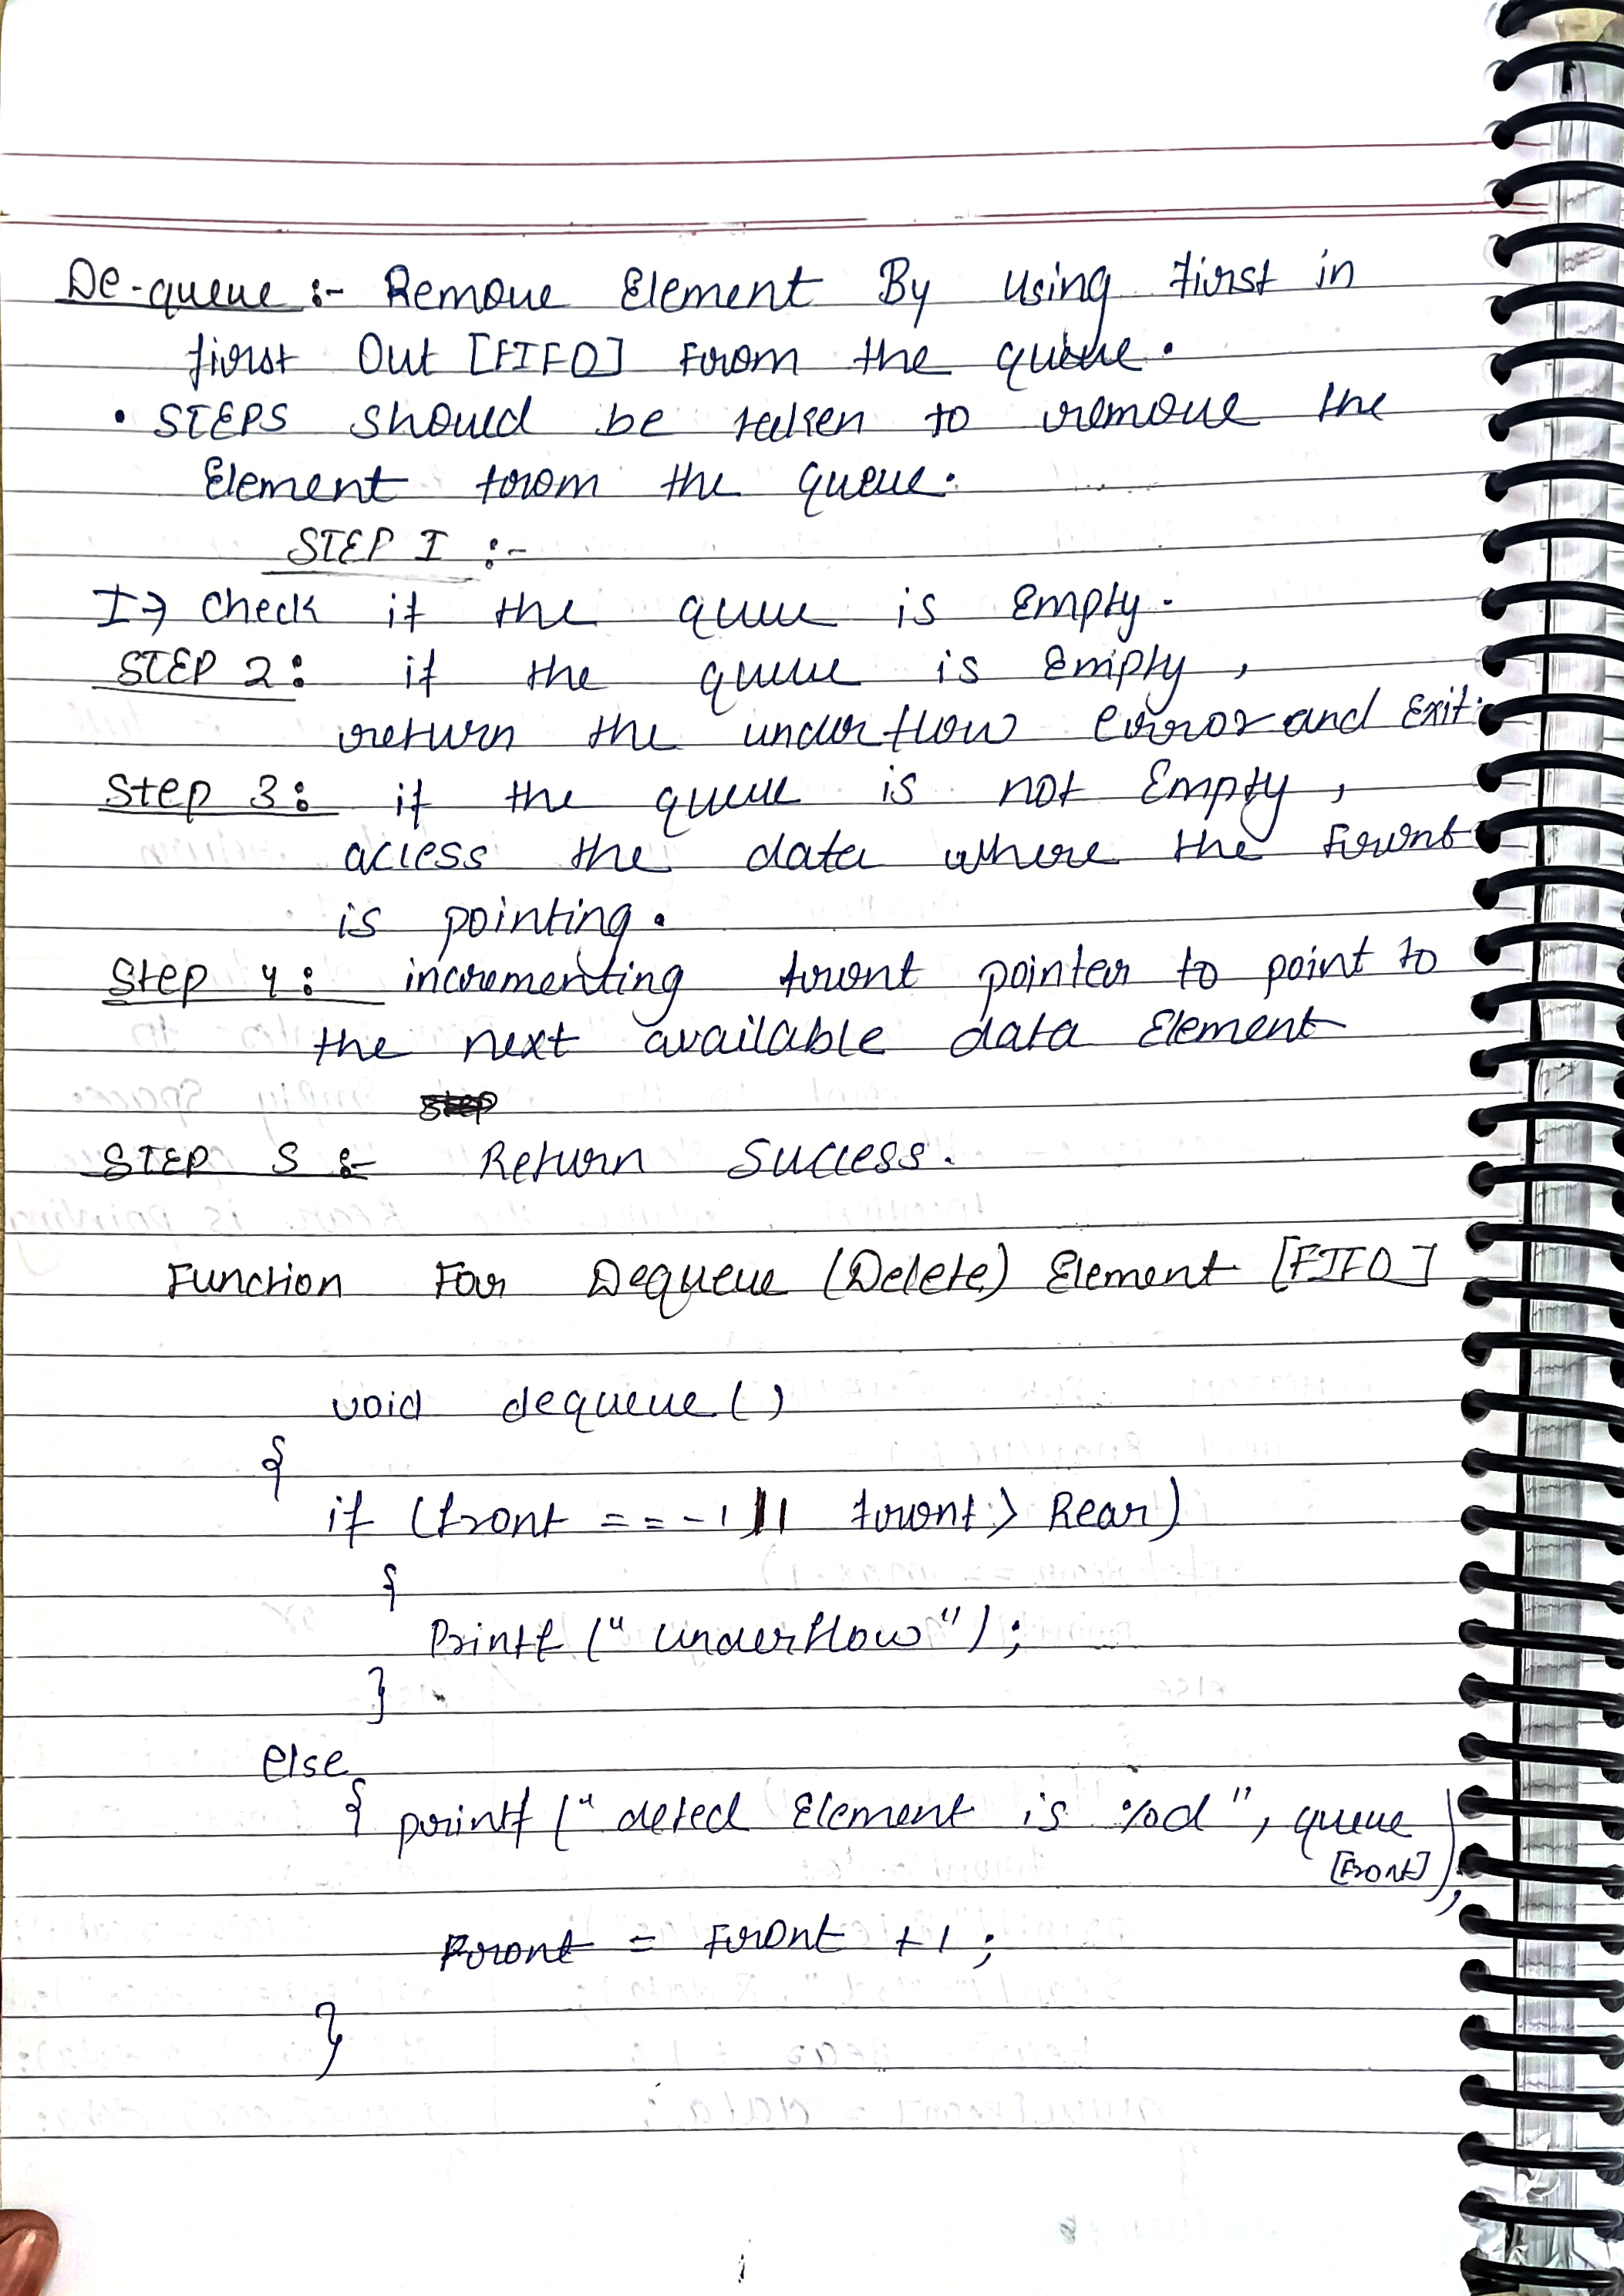 De-queue :- Remove Element By using first in
first Out [FIFO] From the queue.
• STEPS should be taken to remove the
Element from the queue.
STEP I :-
I→ check if the queue is Empty.
STEP 2: if the queue is Empty,
return the underflow Error and Exit.
Step 3: if the queue is not Empty,
access the data where the Front
is pointing.
Step 4: incrementing front pointer to point to
the next available data Element
STEP 5 :- Return Success.
Function For Dequeue (Delete) Element [FIFO]
void dequeue()
{
if (front == -1 || front > Rear)
{
Printf (" underflow");
}
else
{ printf (" deted Element is %d", queue
[Front]);
Front = Front +1;
}